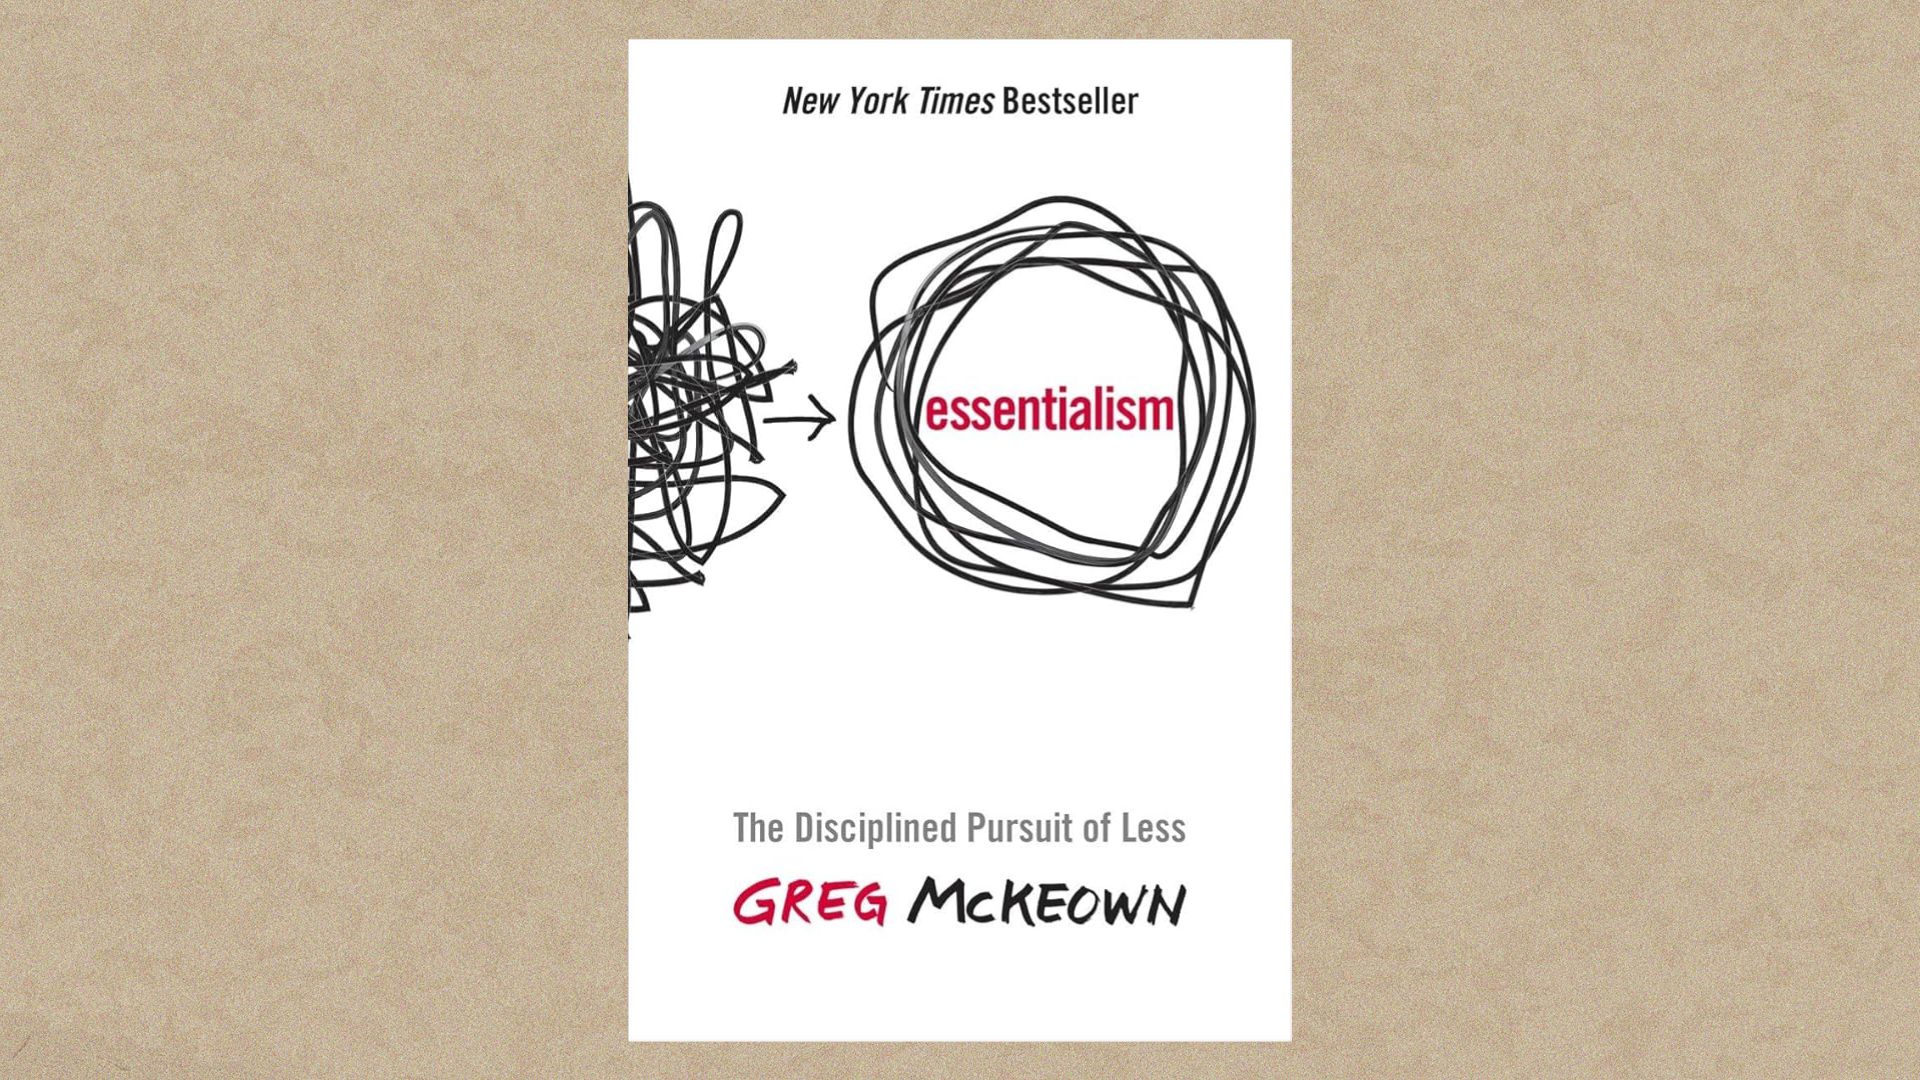 New York Times Bestseller
essentialism
The Disciplined Pursuit of Less
GREG McKEOWN